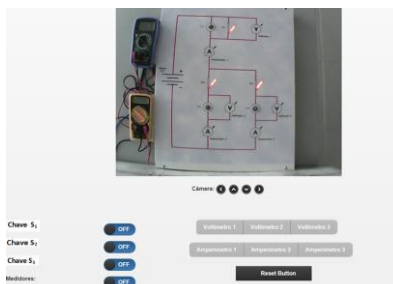 Câmera:
Chave S₁
OFF
Voltímetro 1 Voltímetro 2 Voltímetro 3
Chave S₂
OFF
Amperímetro 1 Amperímetro 2 Amperímetro 3
Chave S₃
OFF
Reset Button
Medidores:
OFF